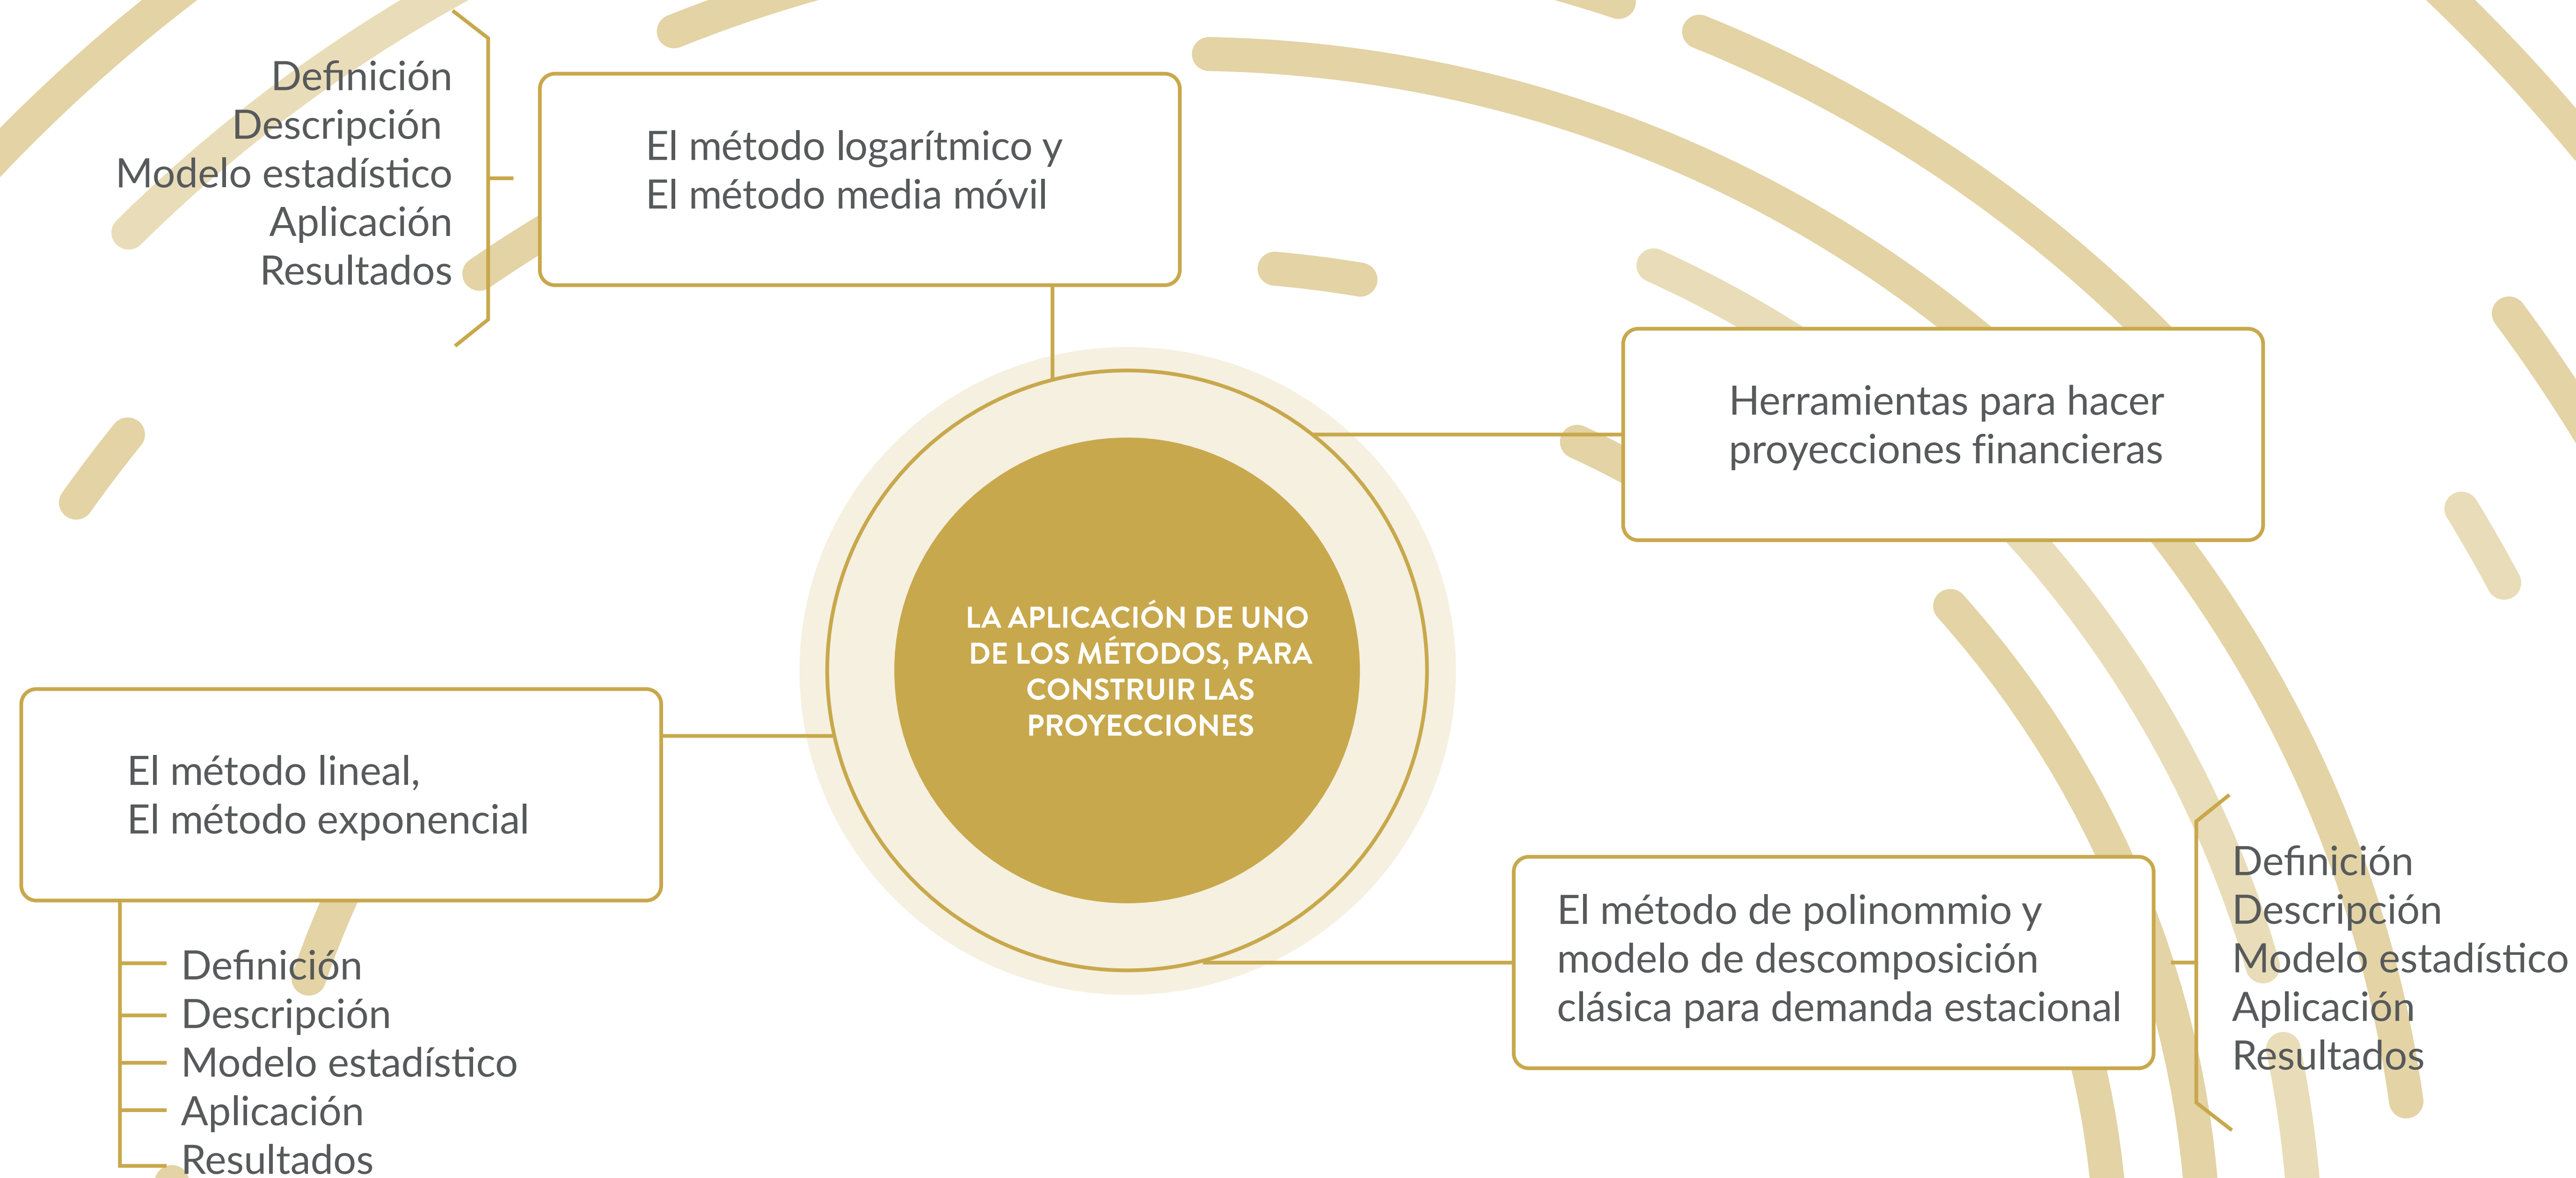 Definición
Descripción
Modelo estadístico
Aplicación
Resultados
El método logarítmico y
El método media móvil
Herramientas para hacer
proyecciones financieras
LA APLICACIÓN DE UNO
DE LOS MÉTODOS, PARA
CONSTRUIR LAS
PROYECCIONES
El método lineal,
El método exponencial
Definición
Descripción
Modelo estadístico
Aplicación
Resultados
El método de polinommio y
modelo de descomposición
clásica para demanda estacional
Definición
Descripción
Modelo estadístico
Aplicación
Resultados